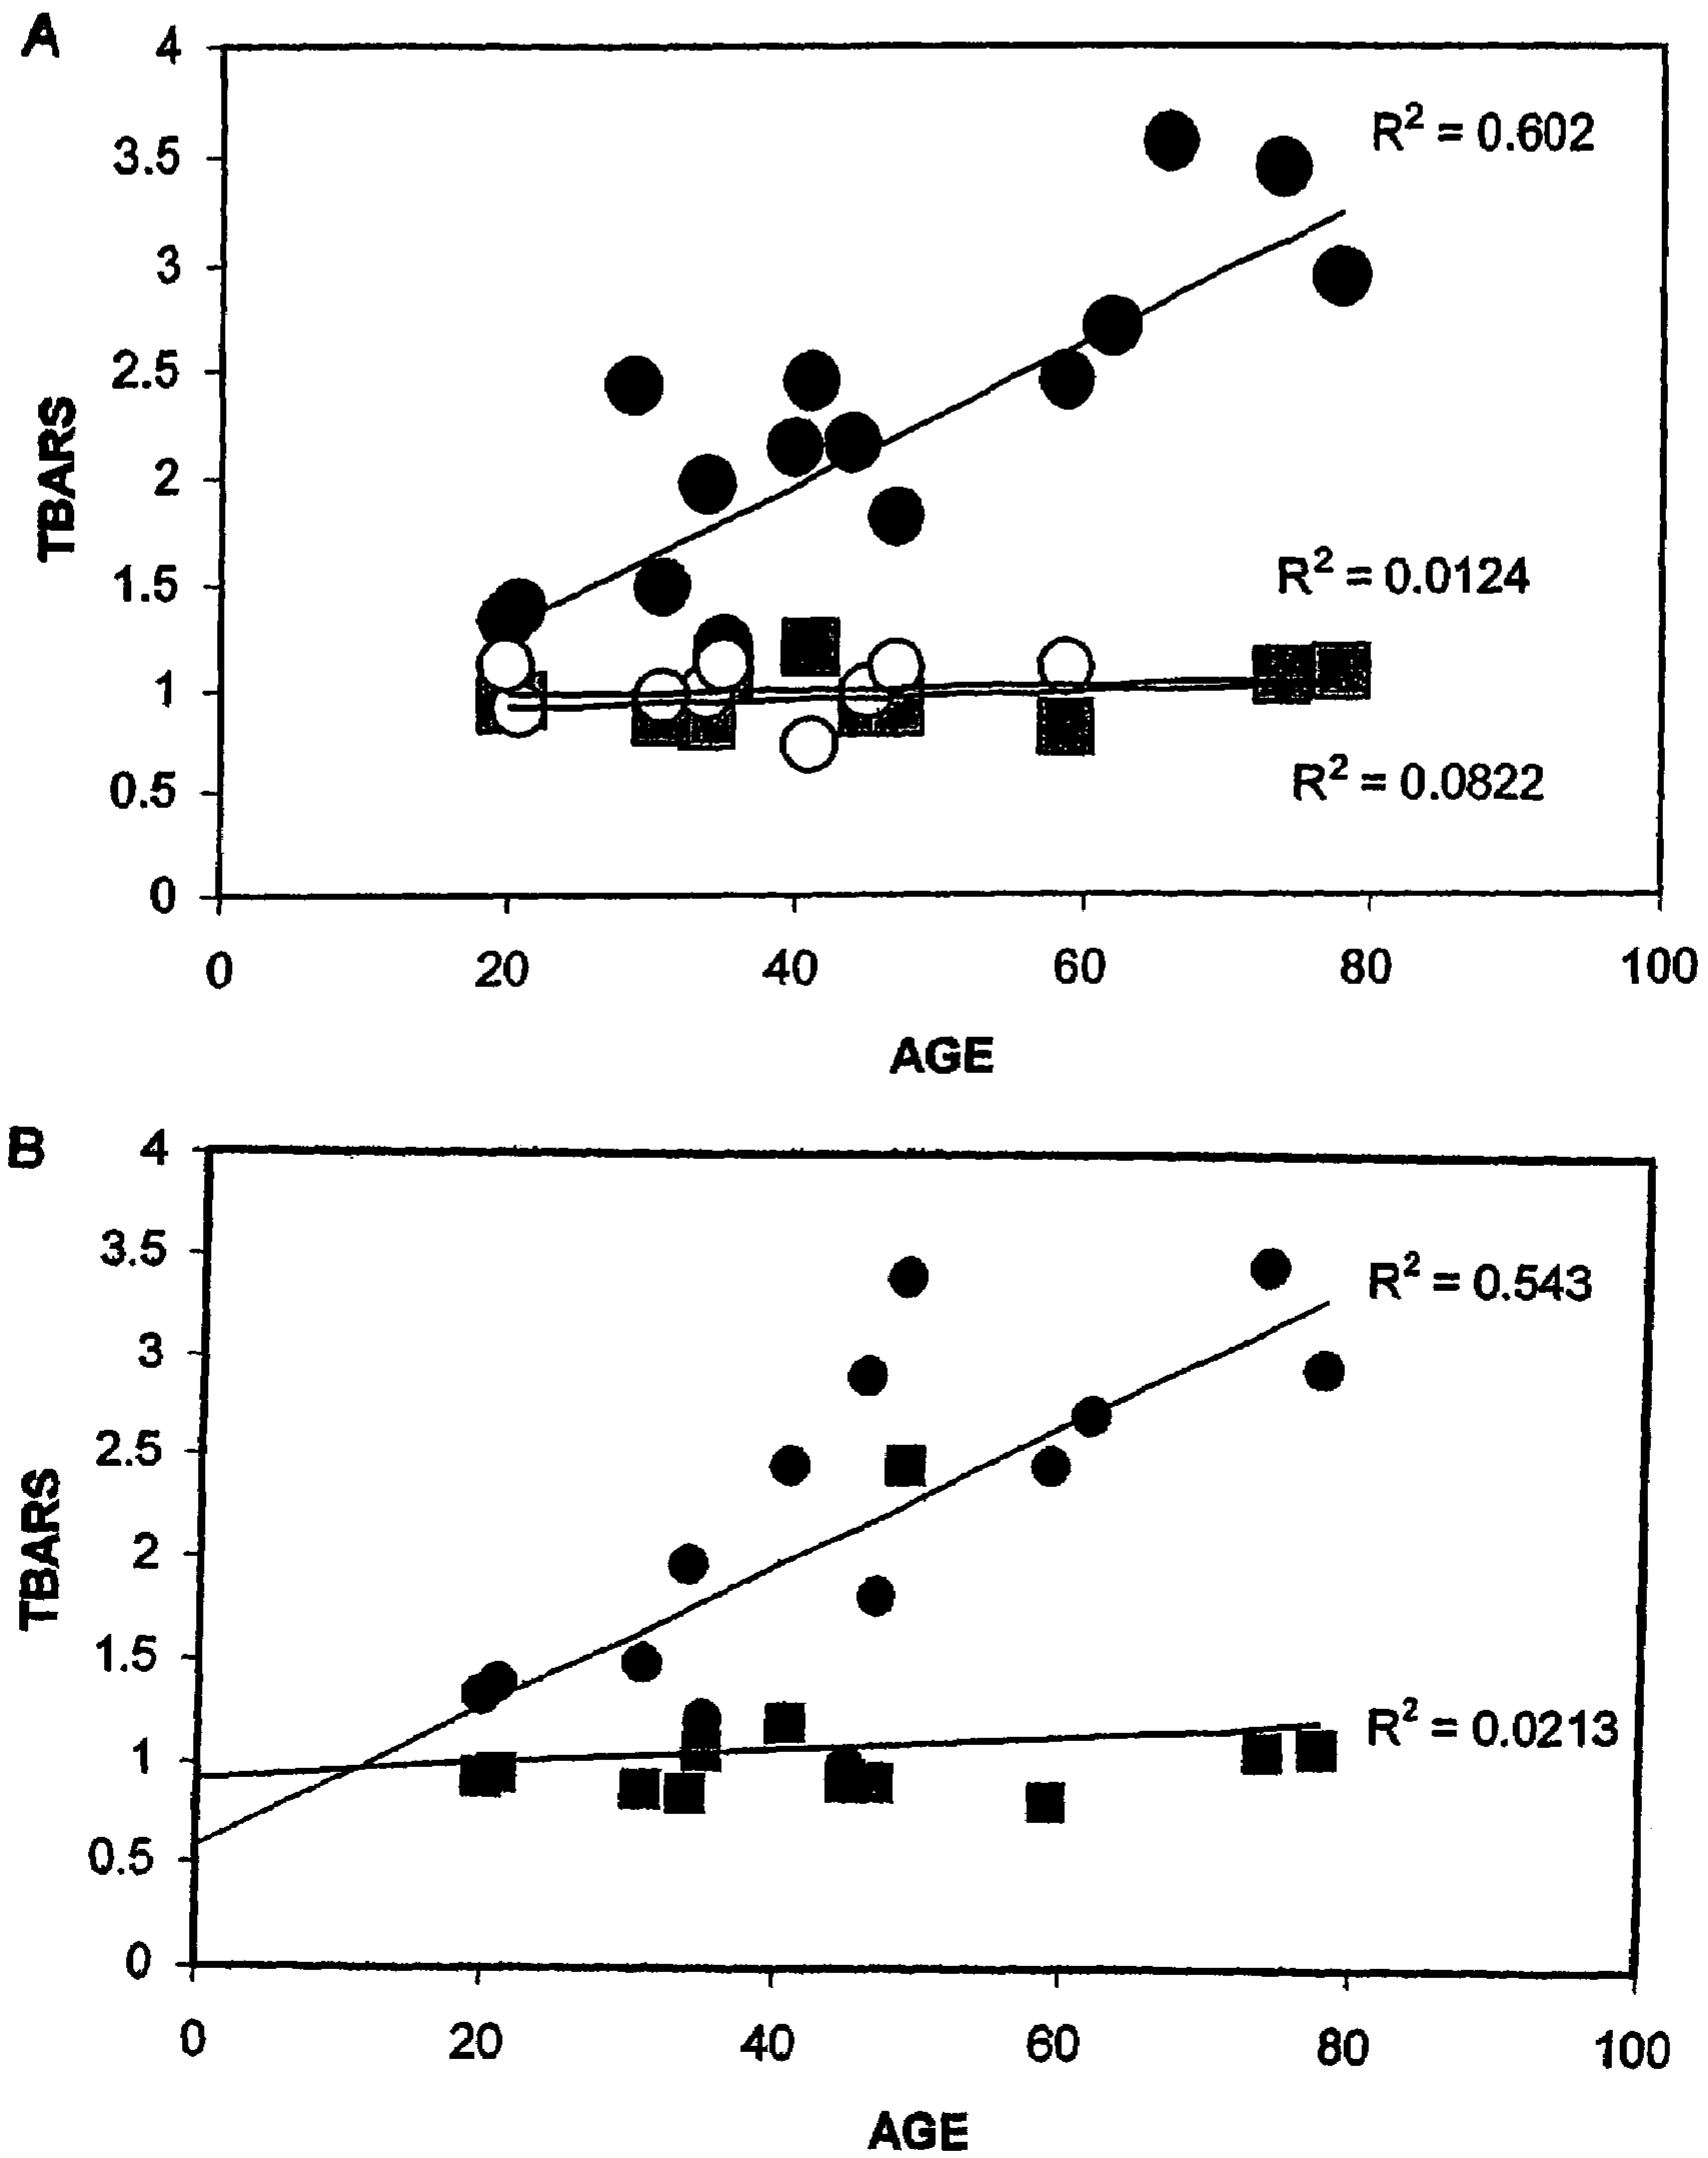 A
4
3.5
3
2.5
2
1.5
1
0.5
0
TBARS
R² = 0.602
R² = 0.0124
R² = 0.0822
0 20 40 60 80 100
AGE
B
4
3.5
3
2.5
2
1.5
1
0.5
0
TBARS
R² = 0.543
R² = 0.0213
0 20 40 60 80 100
AGE